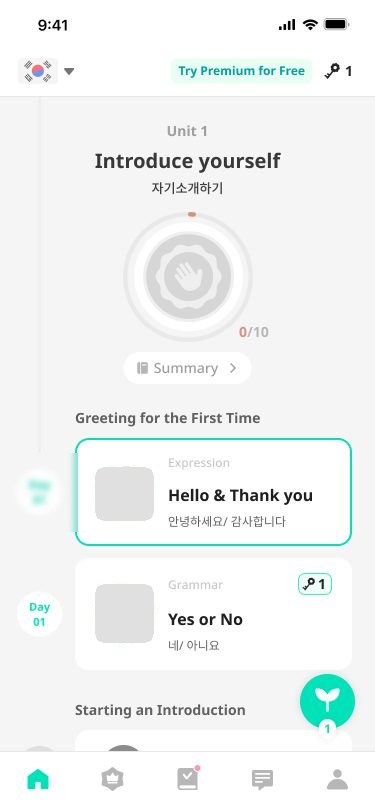 9:41
Try Premium for Free
1
Unit 1
Introduce yourself
자기소개하기
0/10
Summary
Greeting for the First Time
Expression
Hello & Thank you
안녕하세요/ 감사합니다
Grammar
1
Day
01
Yes or No
네/ 아니요
Starting an Introduction
1